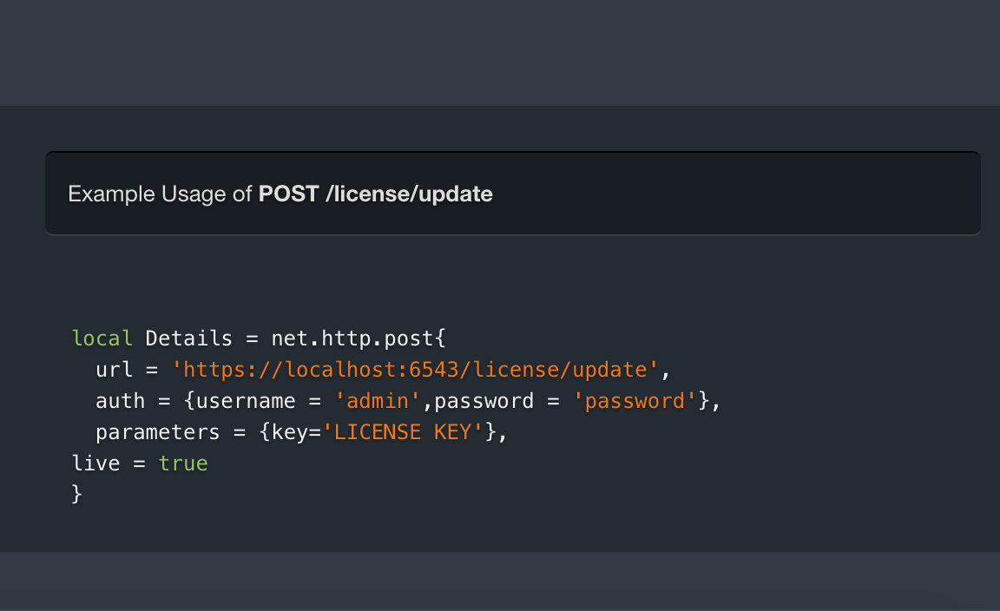 Example Usage of POST /license/update
local Details = net.http.post{
  url = 'https://localhost:6543/license/update',
  auth = {username = 'admin',password = 'password'},
  parameters = {key='LICENSE KEY'},
live = true
}